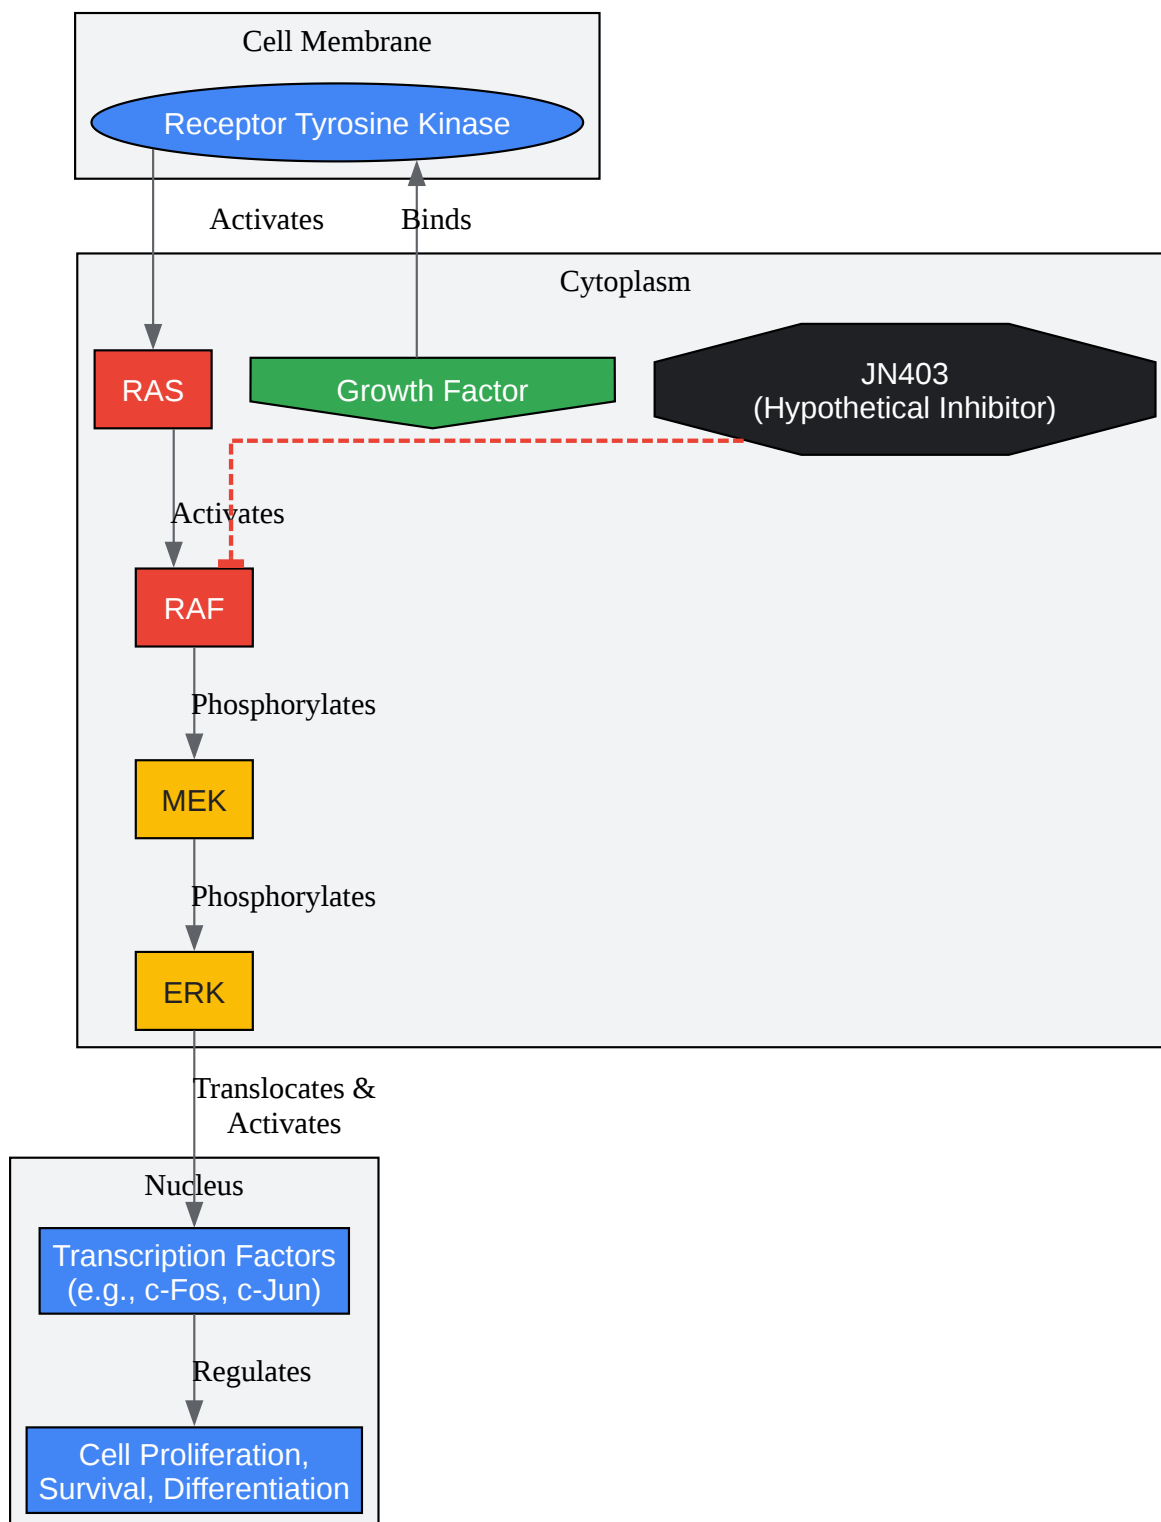 Cell Membrane
Receptor Tyrosine Kinase
Activates
Binds
Cytoplasm
RAS
Growth Factor
JN403
(Hypothetical Inhibitor)
Activates
RAF
Phosphorylates
MEK
Phosphorylates
ERK
Translocates &
Activates
Nucleus
Transcription Factors
(e.g., c-Fos, c-Jun)
Regulates
Cell Proliferation,
Survival, Differentiation